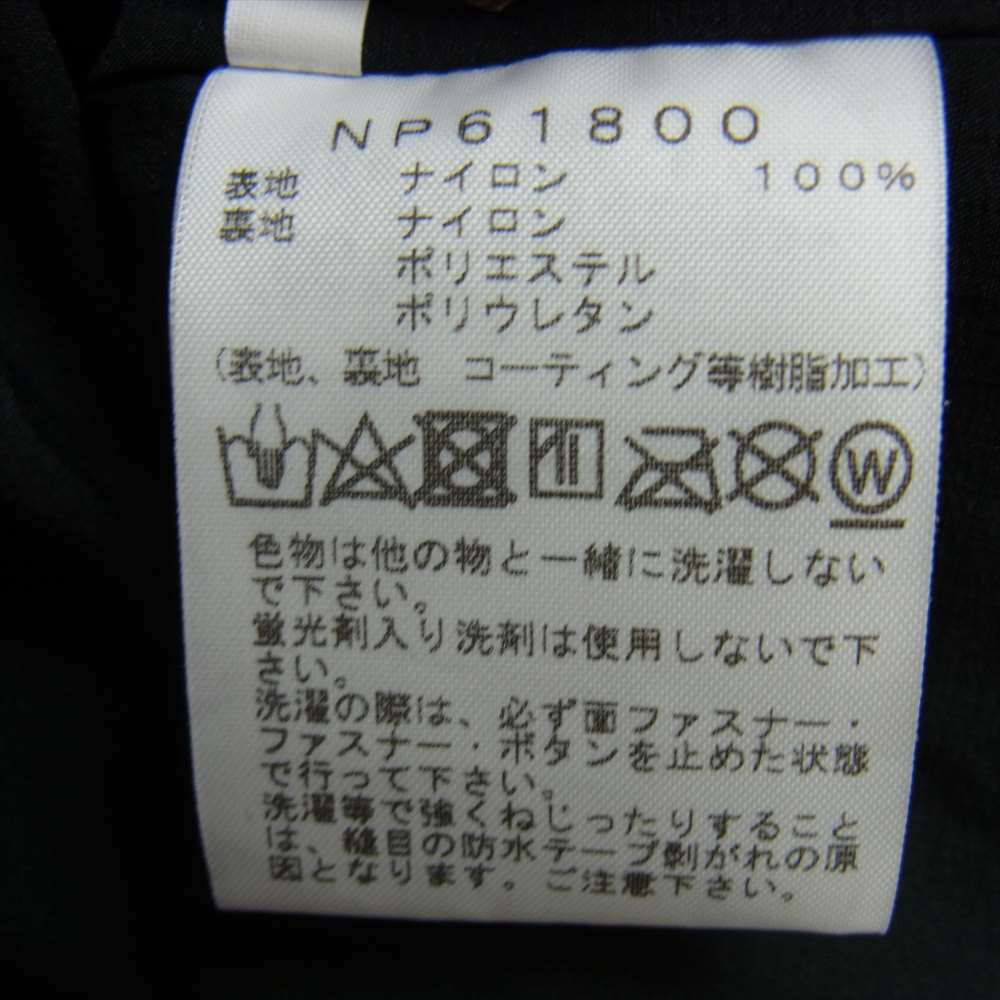 NP61800
表地 ナイロン 100%
裏地 ナイロン
ポリエステル
ポリウレタン
(表地、裏地 コーティング等樹脂加工)
W
色物は他の物と一緒に洗濯しない
で下さい。
蛍光剤入り洗剤は使用しないで下
さい。
洗濯の際は、必ず面ファスナー・
ファスナー・ボタンを止めた状態
で行って下さい。
洗濯等で強くねじったりすること
は、縫目の防水テープ剥がれの原
因となります。ご注意下さい。